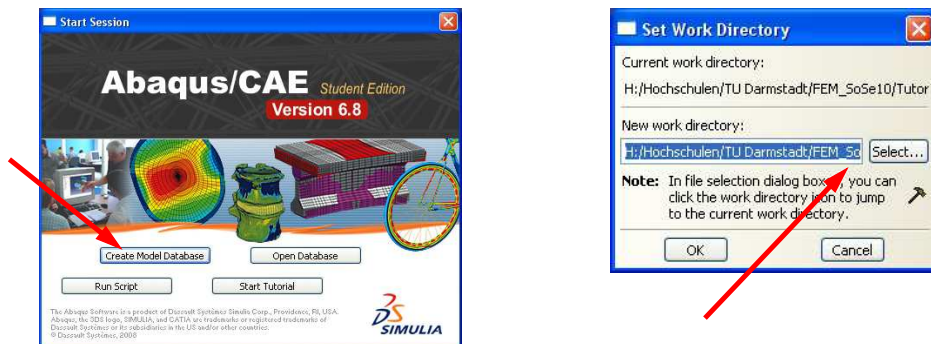 Start Session
Abaqus/CAE Student Edition
Version 6.8
Create Model Database
Open Database
Run Script
Start Tutorial
The Abaqus Software is a product of Dassault Systèmes Simulia Corp., Providence, RI, USA.
Abaqus, the 3DS logo, SIMULIA, and CATIA are trademarks or registered trademarks of
Dassault Systèmes or its subsidiaries in the US and/or other countries.
© Dassault Systèmes, 2008
SIMULIA
Set Work Directory
Current work directory:
H:/Hochschulen/TU Darmstadt/FEM_SoSe10/Tutor
New work directory:
H:/Hochschulen/TU Darmstadt/FEM_So
Select...
Note: In file selection dialog boxes, you can
click the work directory icon to jump
to the current work directory.
OK
Cancel